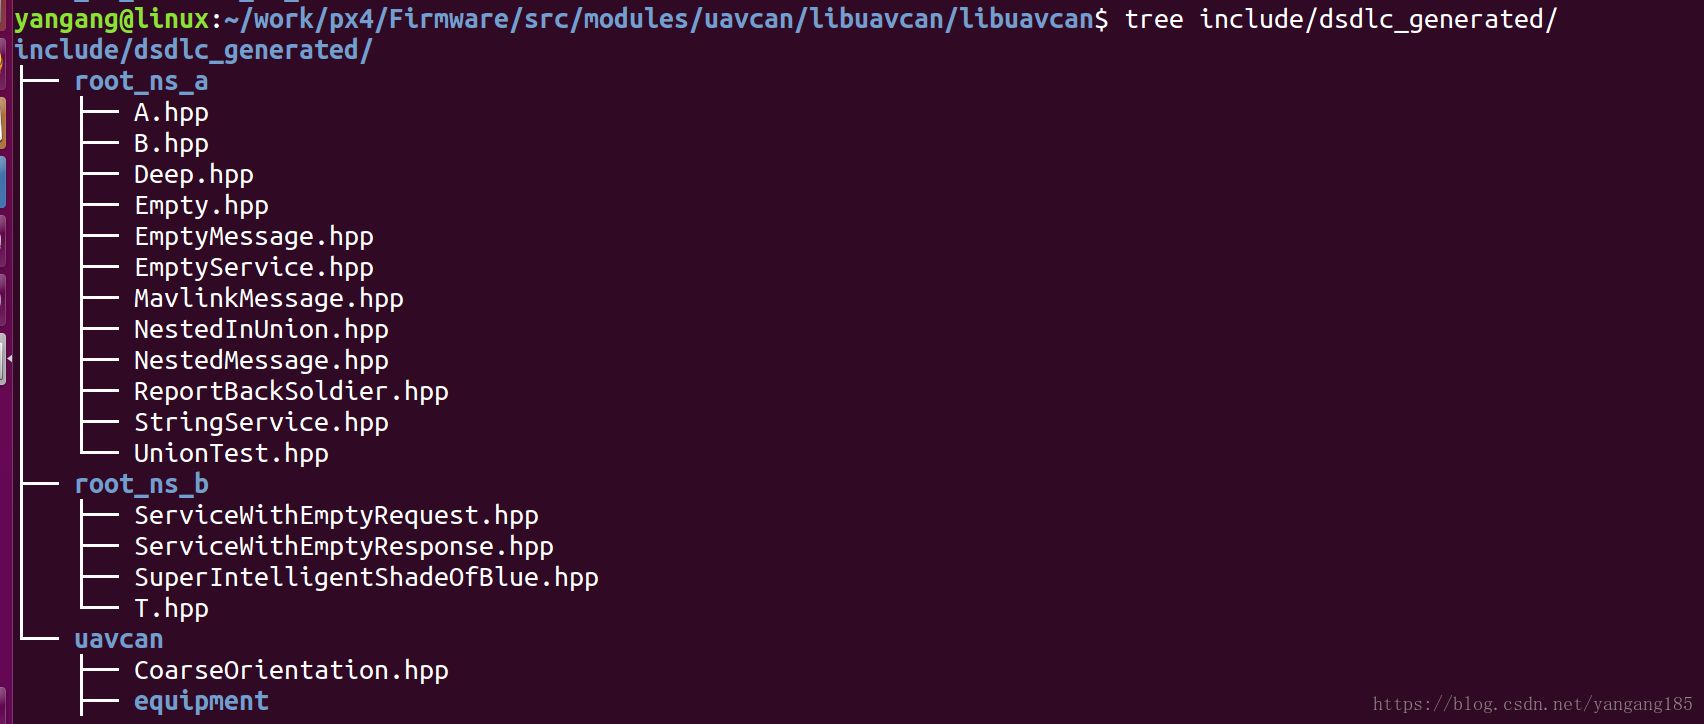 yangang@linux:~/work/px4/Firmware/src/modules/uavcan/libuavcan/libuavcan$ tree include/dsdlc_generated/
include/dsdlc_generated/
├── root_ns_a
│   ├── A.hpp
│   ├── B.hpp
│   ├── Deep.hpp
│   ├── Empty.hpp
│   ├── EmptyMessage.hpp
│   ├── EmptyService.hpp
│   ├── MavlinkMessage.hpp
│   ├── NestedInUnion.hpp
│   ├── NestedMessage.hpp
│   ├── ReportBackSoldier.hpp
│   ├── StringService.hpp
│   └── UnionTest.hpp
├── root_ns_b
│   ├── ServiceWithEmptyRequest.hpp
│   ├── ServiceWithEmptyResponse.hpp
│   ├── SuperIntelligentShadeOfBlue.hpp
│   └── T.hpp
└── uavcan
    ├── CoarseOrientation.hpp
    ├── equipment
https://blog.csdn.net/yangang185